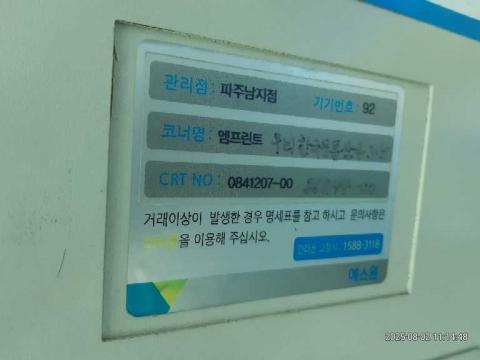 관리점 : 파주남지점 기기번호 : 92
코너명 : 엠프린트
CRT NO : 0841207-00
거래이상이 발생한 경우 명세표를 참고 하시고 문의사항은
을 이용해 주십시오.
1588-3118
에스원
2025-08-02 11:14:48